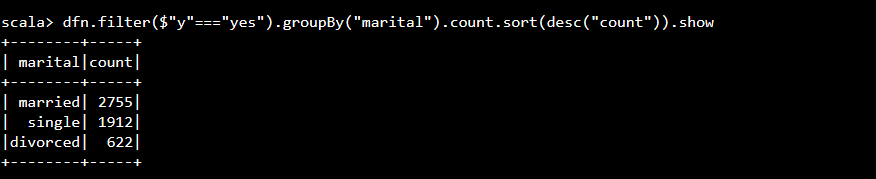 scala> dfn.filter($"y"==="yes").groupBy("marital").count.sort(desc("count")).show
+--------+-----+
| marital|count|
+--------+-----+
| married| 2755|
|  single| 1912|
|divorced|  622|
+--------+-----+